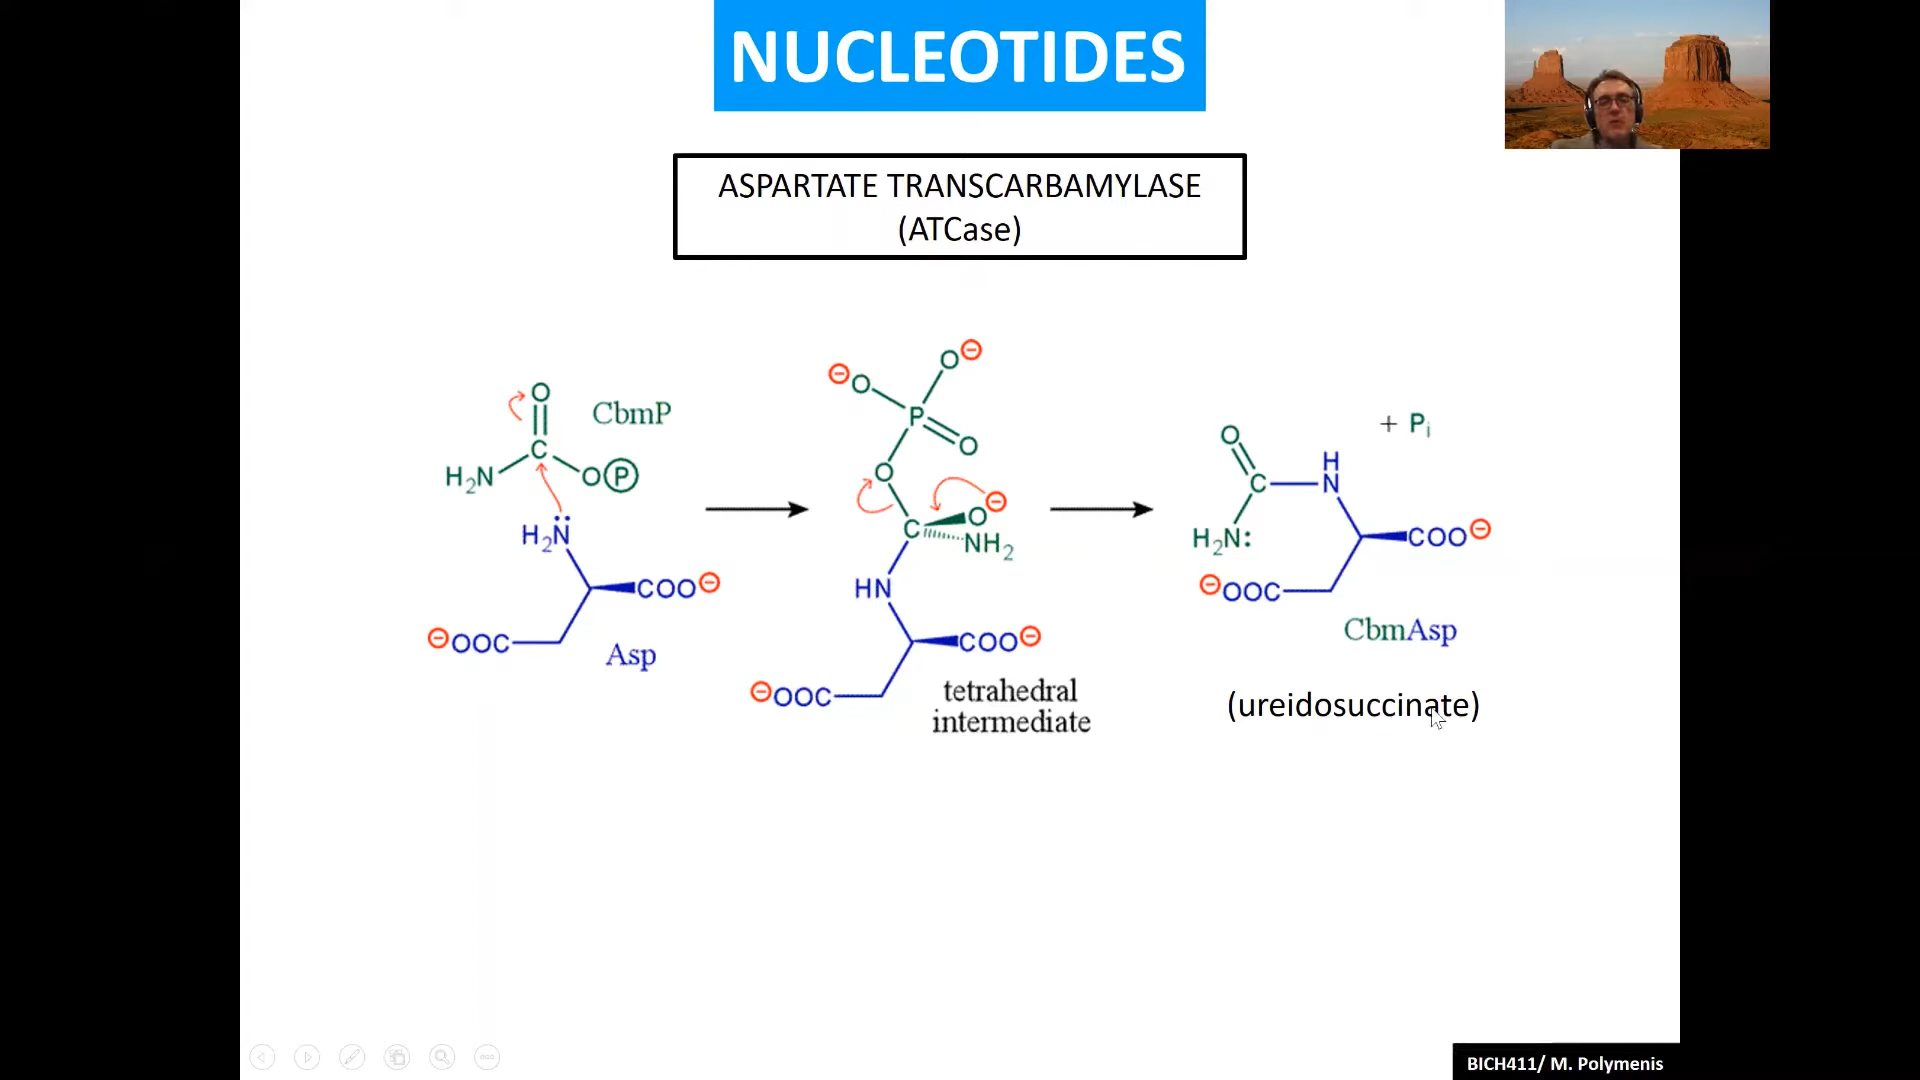 NUCLEOTIDES
ASPARTATE TRANSCARBAMYLASE
(ATCase)
O
CbmP
C
H₂N
O
P
H₂N
COO⊖
⊖OOC
Asp
⊖O
O⊖
P
O
O
⊖
C
O
NH₂
HN
COO⊖
⊖OOC
tetrahedral
intermediate
+ Pi
O
H
N
C
H₂N:
COO⊖
⊖OOC
CbmAsp
(ureidosuccinate)
BICH411/ M. Polymenis